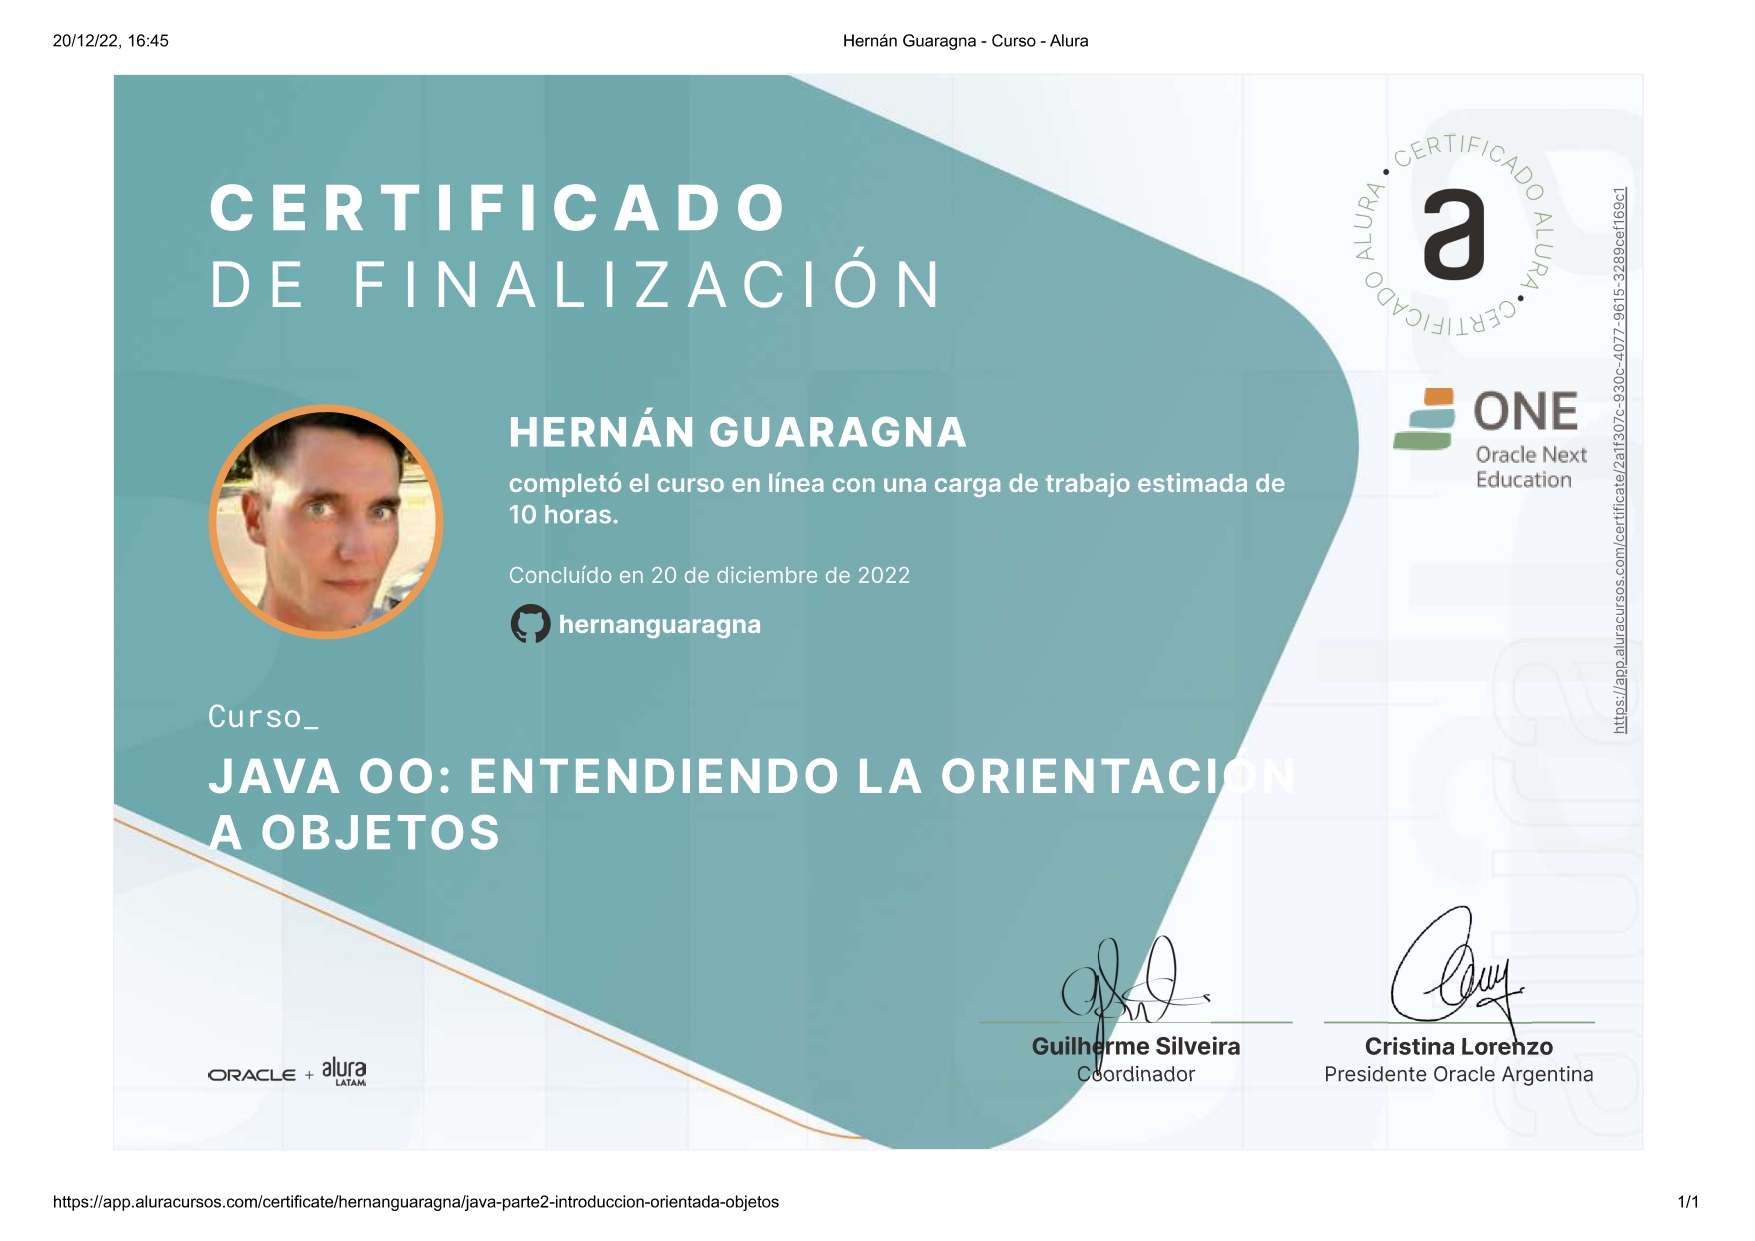 20/12/22, 16:45
Hernán Guaragna - Curso - Alura
CERTIFICADO
DE FINALIZACIÓN
CERTIFICADO ALURA • CERTIFICADO ALURA •
a
ONE
Oracle Next
Education
https://app.aluracursos.com/certificate/2a1f307c-930c-4077-9615-3289cef169c1
HERNÁN GUARAGNA
completó el curso en línea con una carga de trabajo estimada de
10 horas.
Concluído en 20 de diciembre de 2022
hernanguaragna
Curso_
JAVA OO: ENTENDIENDO LA ORIENTACIÓN
A OBJETOS
Guilherme Silveira
Coordinador
Cristina Lorenzo
Presidente Oracle Argentina
ORACLE + alura
LATAM
https://app.aluracursos.com/certificate/hernanguaragna/java-parte2-introduccion-orientada-objetos
1/1